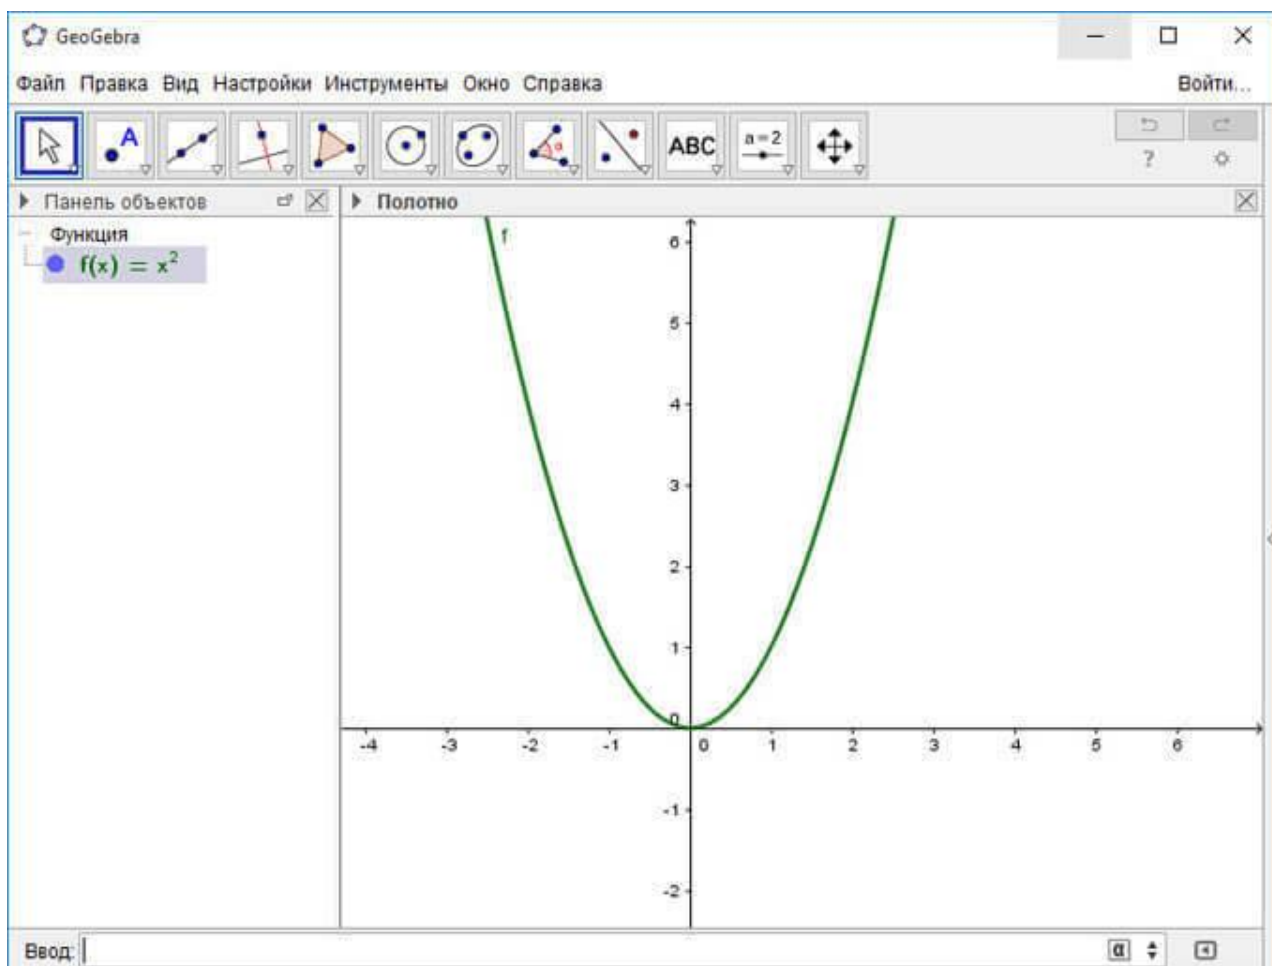 GeoGebra
Файл Правка Вид Настройки Инструменты Окно Справка Войти...
A α ABC a = 2 ?
Панель объектов Полотно
Функция
f(x) = x²
f
6
5
4
3
2
1
0
-4 -3 -2 -1 0 1 2 3 4 5 6
-1
-2
Ввод: α